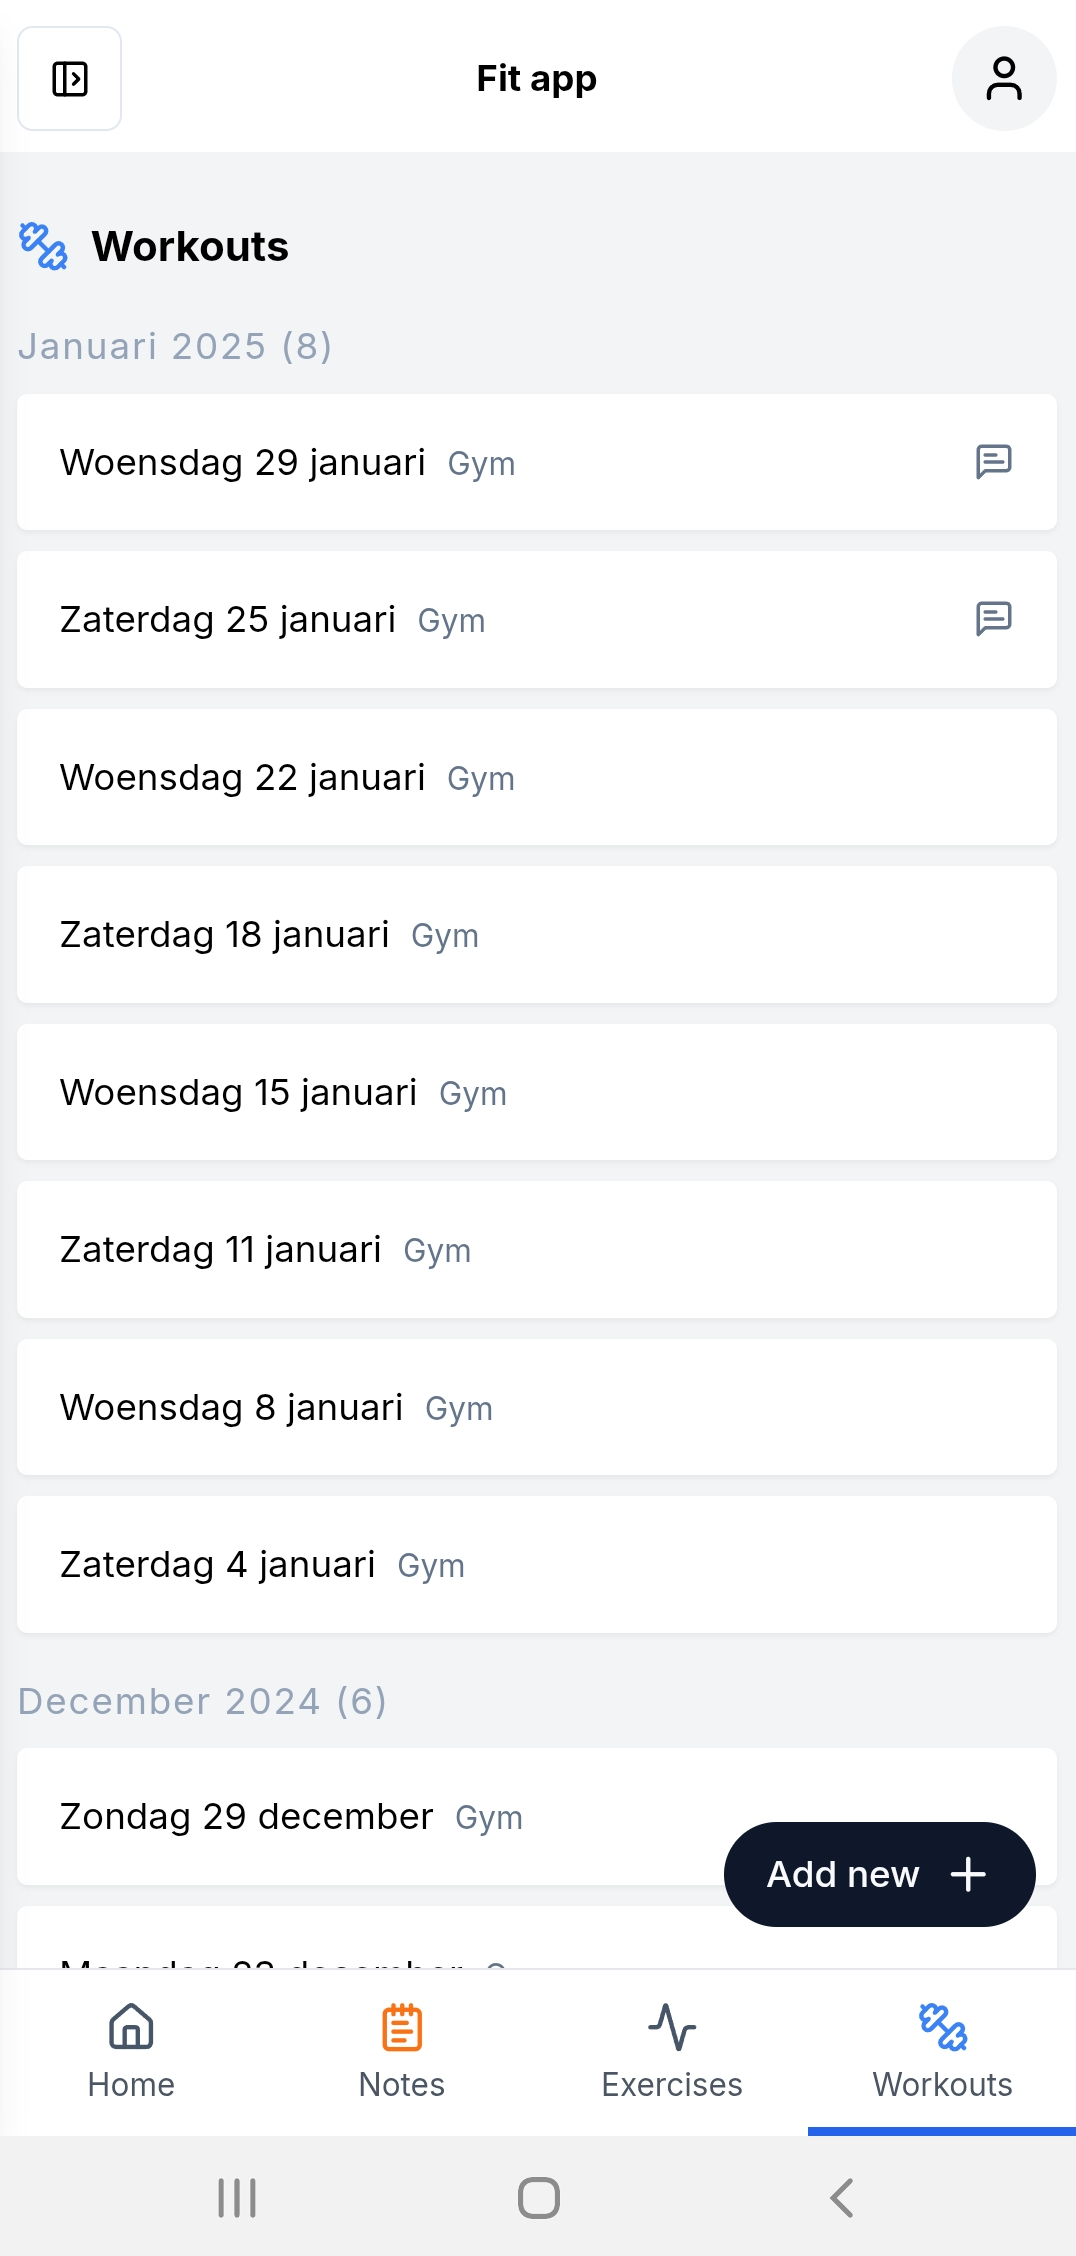 Fit app
Workouts
Januari 2025 (8)
Woensdag 29 januari Gym
Zaterdag 25 januari Gym
Woensdag 22 januari Gym
Zaterdag 18 januari Gym
Woensdag 15 januari Gym
Zaterdag 11 januari Gym
Woensdag 8 januari Gym
Zaterdag 4 januari Gym
December 2024 (6)
Zondag 29 december Gym
Add new
Home
Notes
Exercises
Workouts